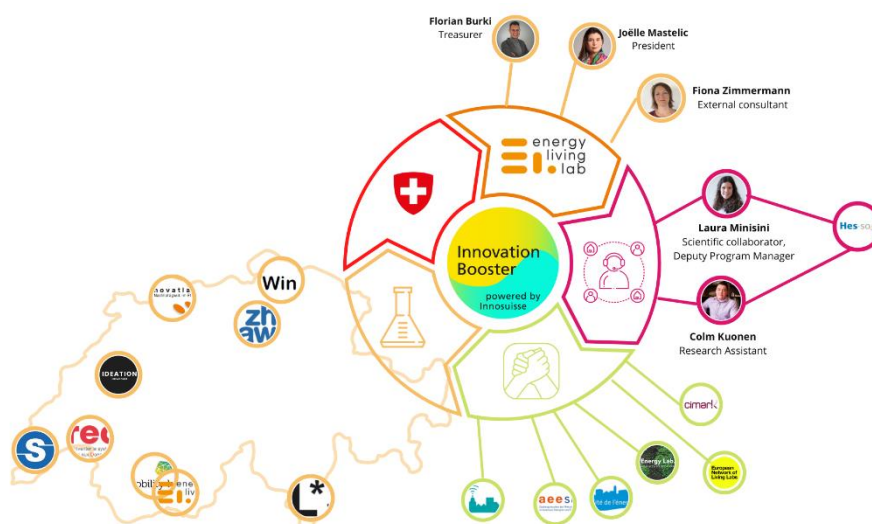 Florian Burki
Treasurer
Joëlle Mastelic
President
Fiona Zimmermann
External consultant
energy
living
lab
Innovation
Booster
powered by
Innosuisse
Laura Minisini
Scientific collaborator,
Deputy Program Manager
Hes·so
Colm Kuonen
Research Assistant
Win
zh
aw
IDEATION
S
L*
cimark
Energy Lab
European
Network of
Living Labs
aees